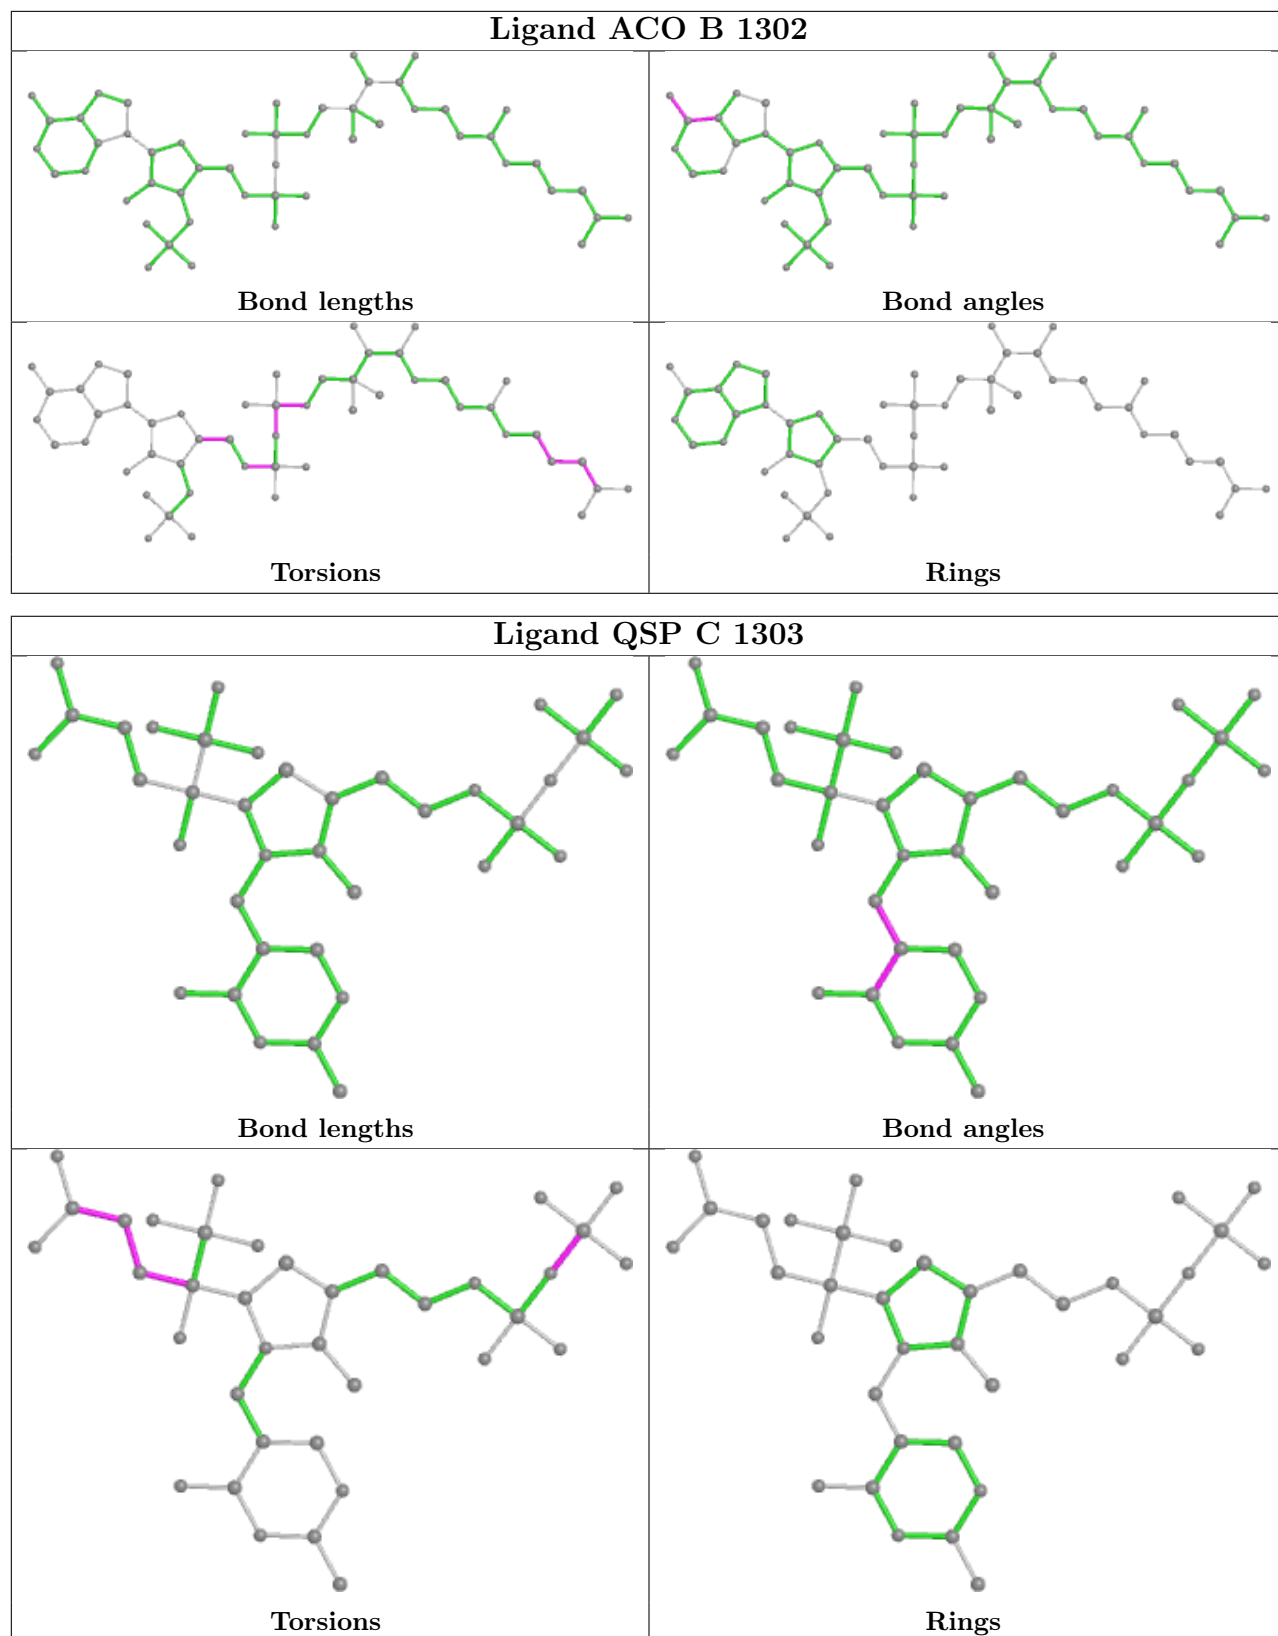 Ligand ACO B 1302
Bond lengths
Bond angles
Torsions
Rings
Ligand QSP C 1303
Bond lengths
Bond angles
Torsions
Rings